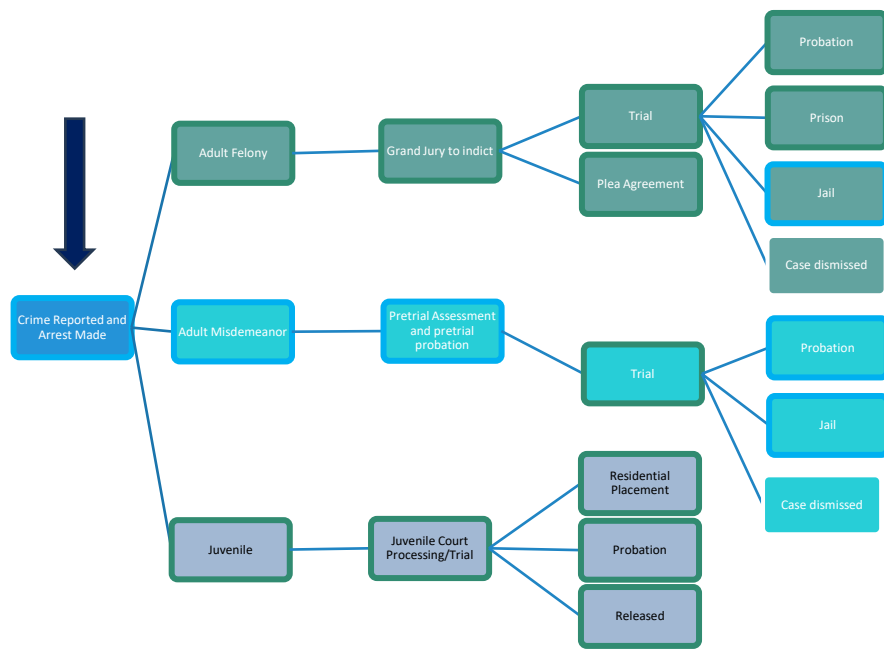 Probation
Trial
Prison
Adult Felony
Grand Jury to indict
Plea Agreement
Jail
Case dismissed
Crime Reported and
Arrest Made
Adult Misdemeanor
Pretrial Assessment
and pretrial
probation
Trial
Probation
Jail
Case dismissed
Juvenile
Juvenile Court
Processing/Trial
Residential
Placement
Probation
Released